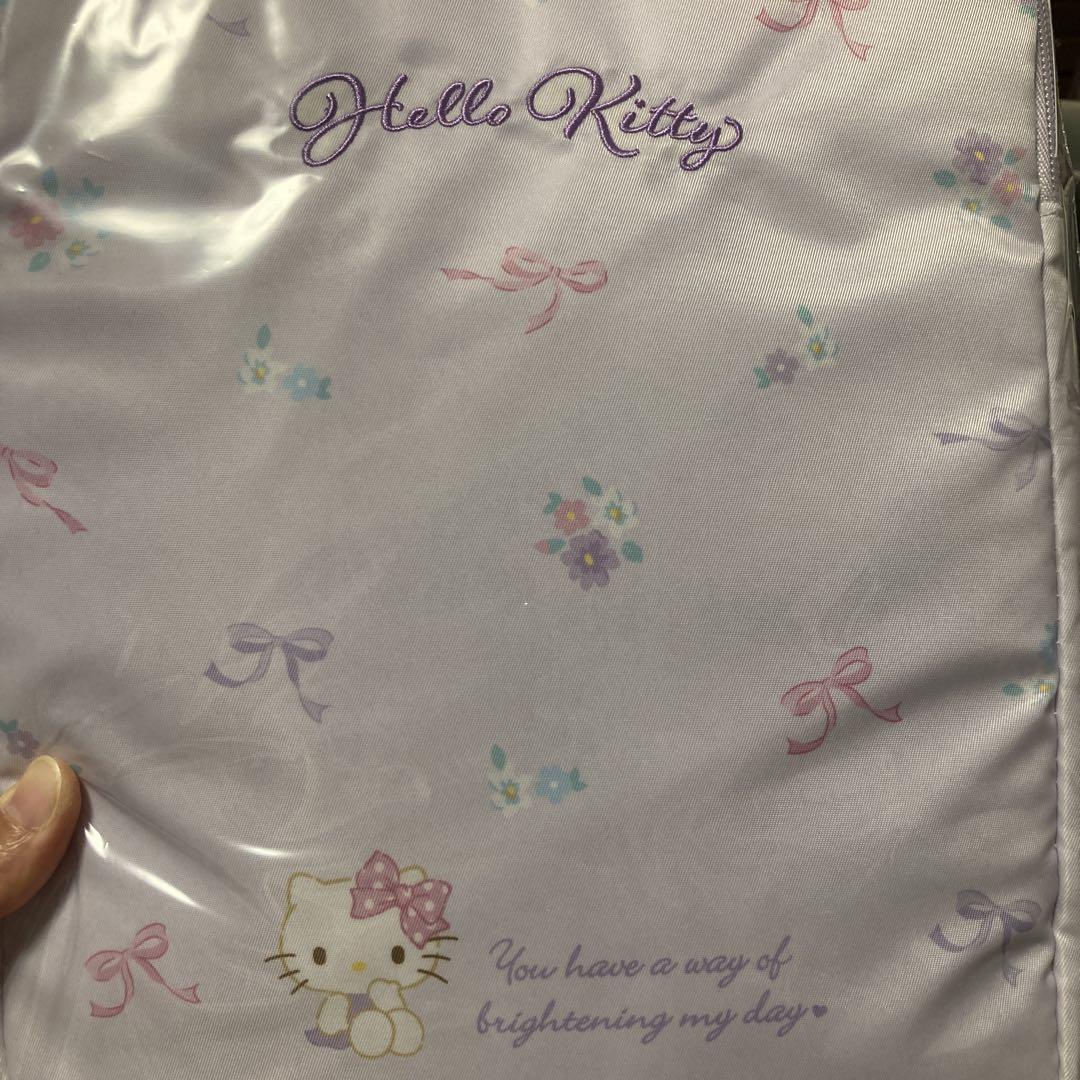 Hello Kitty
You have a way of
brightening my day♥